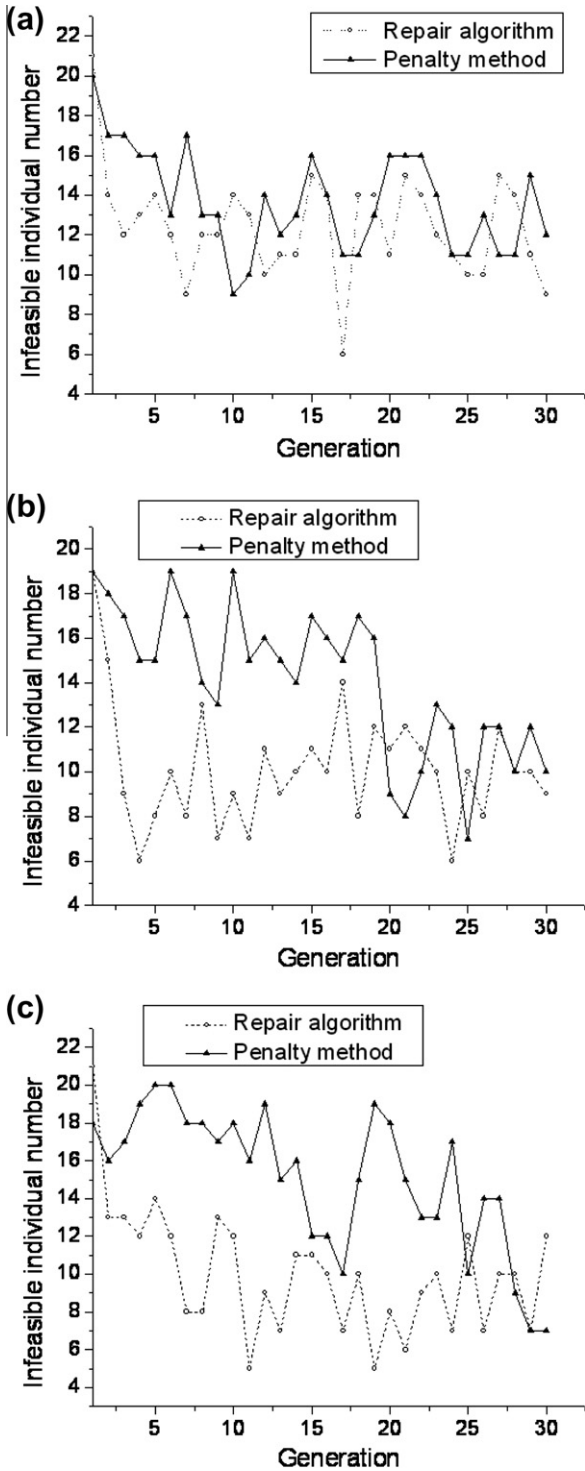 (a)
Repair algorithm
Penalty method
Infeasible individual number
22
20
18
16
14
12
10
8
6
4
5 10 15 20 25 30
Generation
(b)
Repair algorithm
Penalty method
Infeasible individual number
20
18
16
14
12
10
8
6
4
5 10 15 20 25 30
Generation
(c)
Repair algorithm
Penalty method
Infeasible individual number
22
20
18
16
14
12
10
8
6
4
5 10 15 20 25 30
Generation